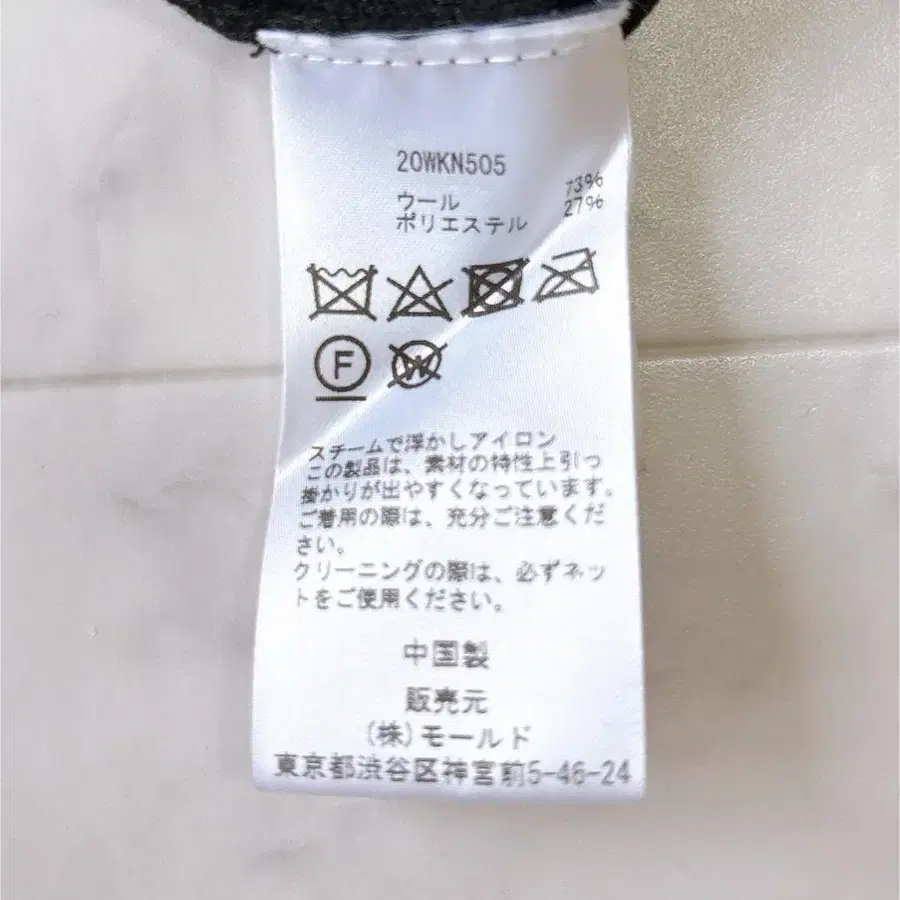 20WKN505
ウール 73%
ポリエステル 27%
F W
スチームで浮かしアイロン
この製品は、素材の特性上引っ
掛かりが出やすくなっています。
ご着用の際は、充分ご注意くだ
さい。
クリーニングの際は、必ずネッ
トをご使用ください。
中国製
販売元
(株)モールド
東京都渋谷区神宮前5-46-24